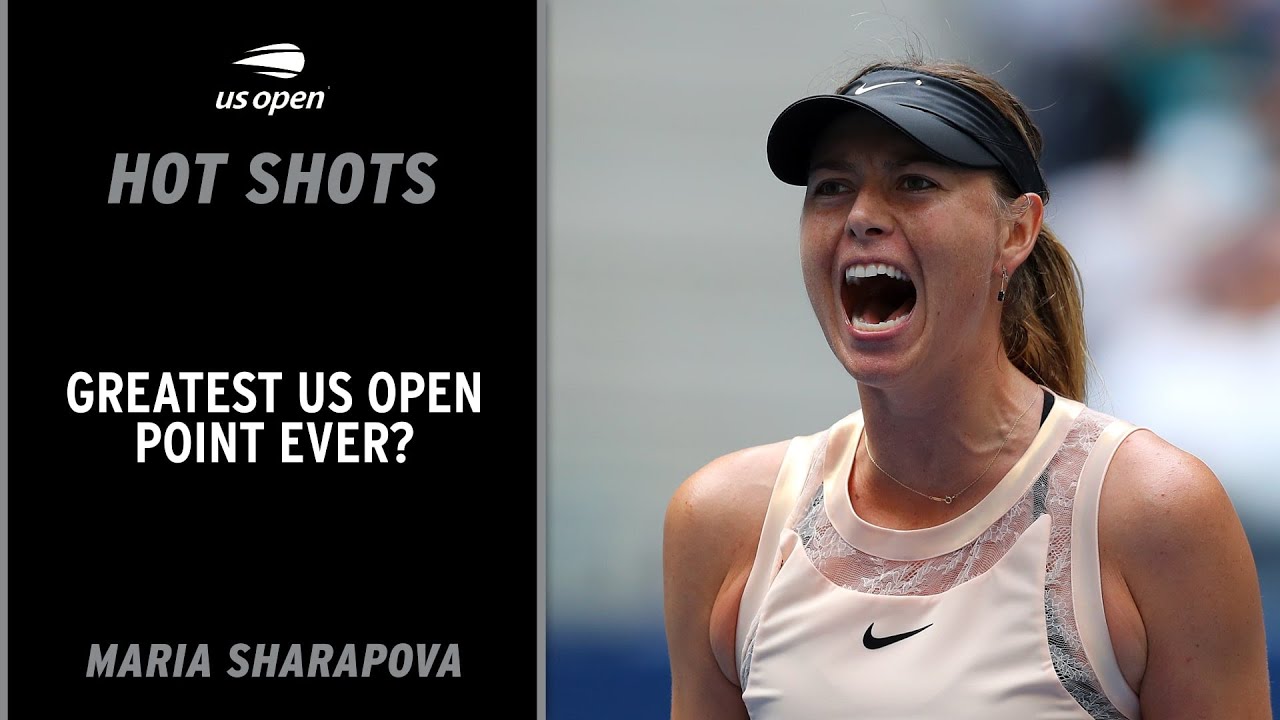 us open
HOT SHOTS
GREATEST US OPEN
POINT EVER?
MARIA SHARAPOVA